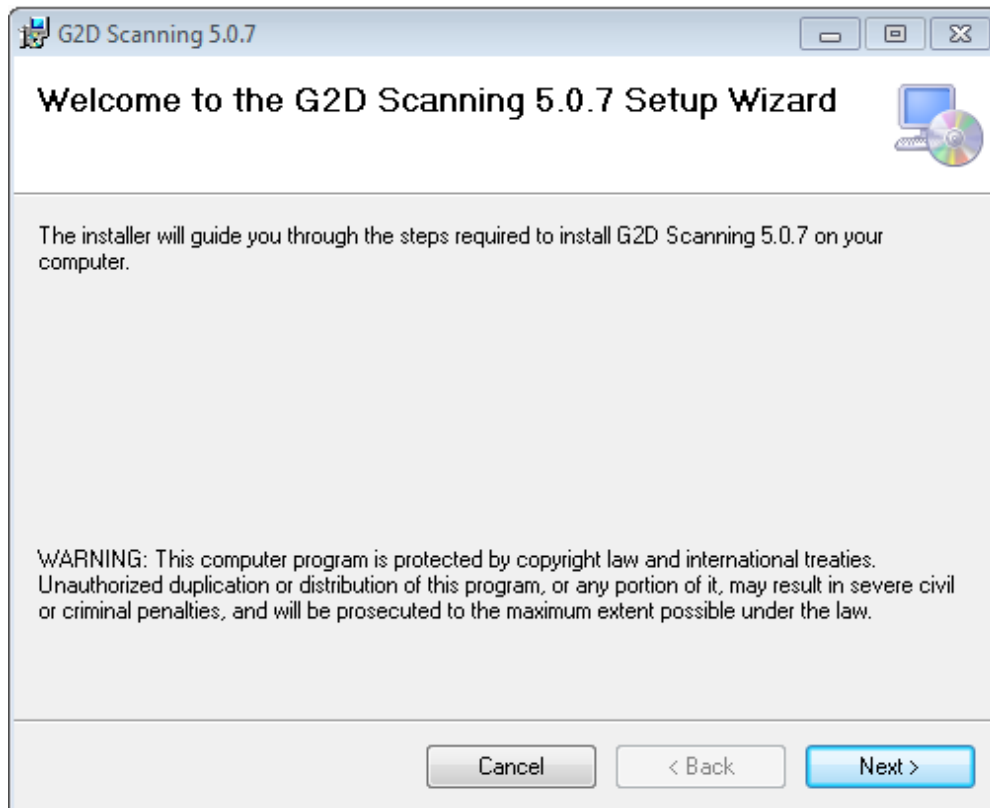 G2D Scanning 5.0.7
Welcome to the G2D Scanning 5.0.7 Setup Wizard
The installer will guide you through the steps required to install G2D Scanning 5.0.7 on your
computer.
WARNING: This computer program is protected by copyright law and international treaties.
Unauthorized duplication or distribution of this program, or any portion of it, may result in severe civil
or criminal penalties, and will be prosecuted to the maximum extent possible under the law.
Cancel < Back Next >